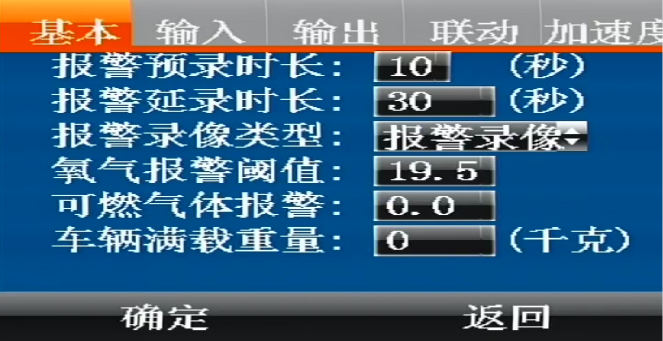 基本 输入 输出 联动 加速度
报警预录时长: 10 (秒)
报警延录时长: 30 (秒)
报警录像类型: 报警录像
氧气报警阈值: 19.5
可燃气体报警: 0.0
车辆满载重量: 0 (千克)
确定 返回